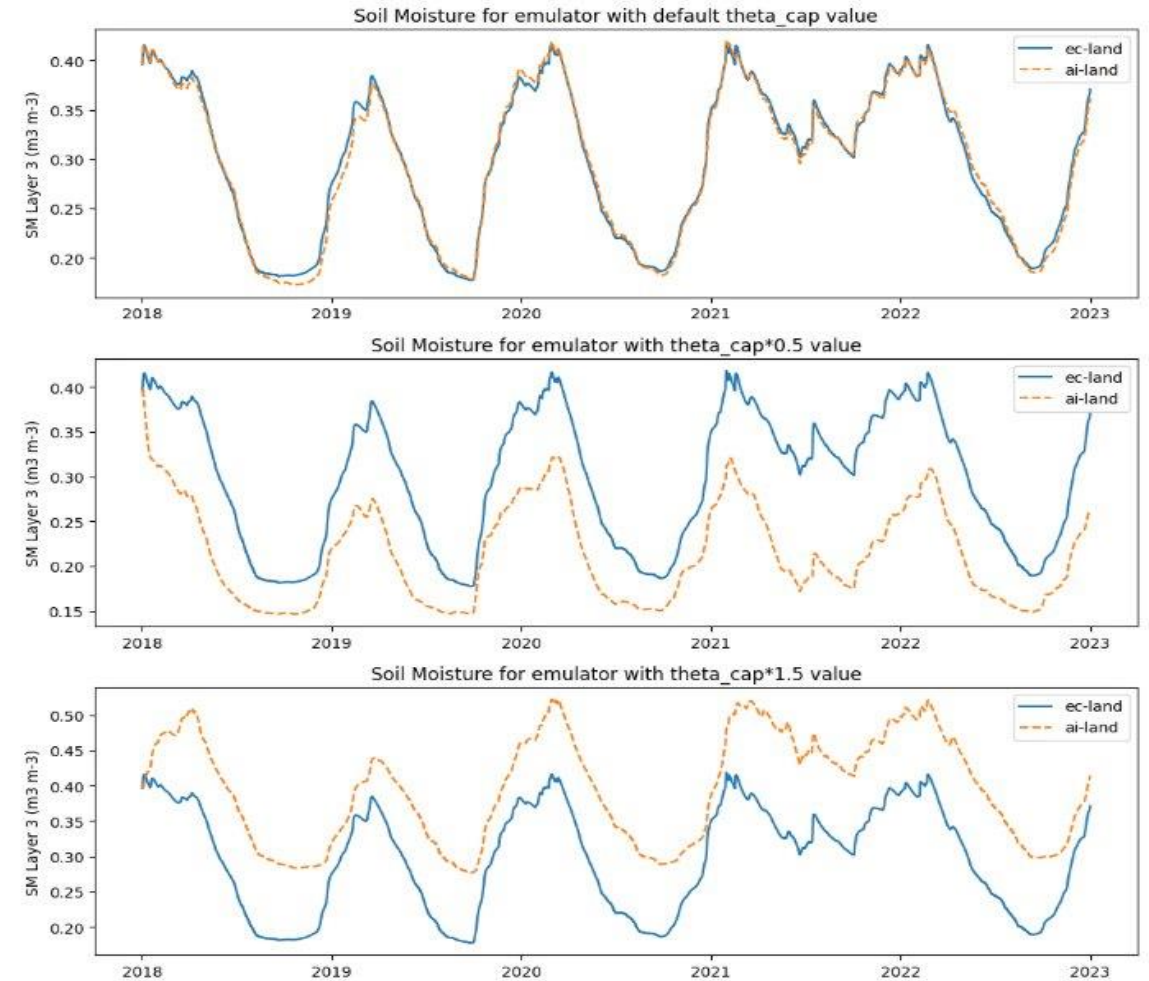 Soil Moisture for emulator with default theta_cap value
SM Layer 3 (m3 m-3)
0.40
0.35
0.30
0.25
0.20
ec-land
ai-land
2018 2019 2020 2021 2022 2023
Soil Moisture for emulator with theta_cap*0.5 value
SM Layer 3 (m3 m-3)
0.40
0.35
0.30
0.25
0.20
0.15
ec-land
ai-land
2018 2019 2020 2021 2022 2023
Soil Moisture for emulator with theta_cap*1.5 value
SM Layer 3 (m3 m-3)
0.50
0.45
0.40
0.35
0.30
0.25
0.20
ec-land
ai-land
2018 2019 2020 2021 2022 2023